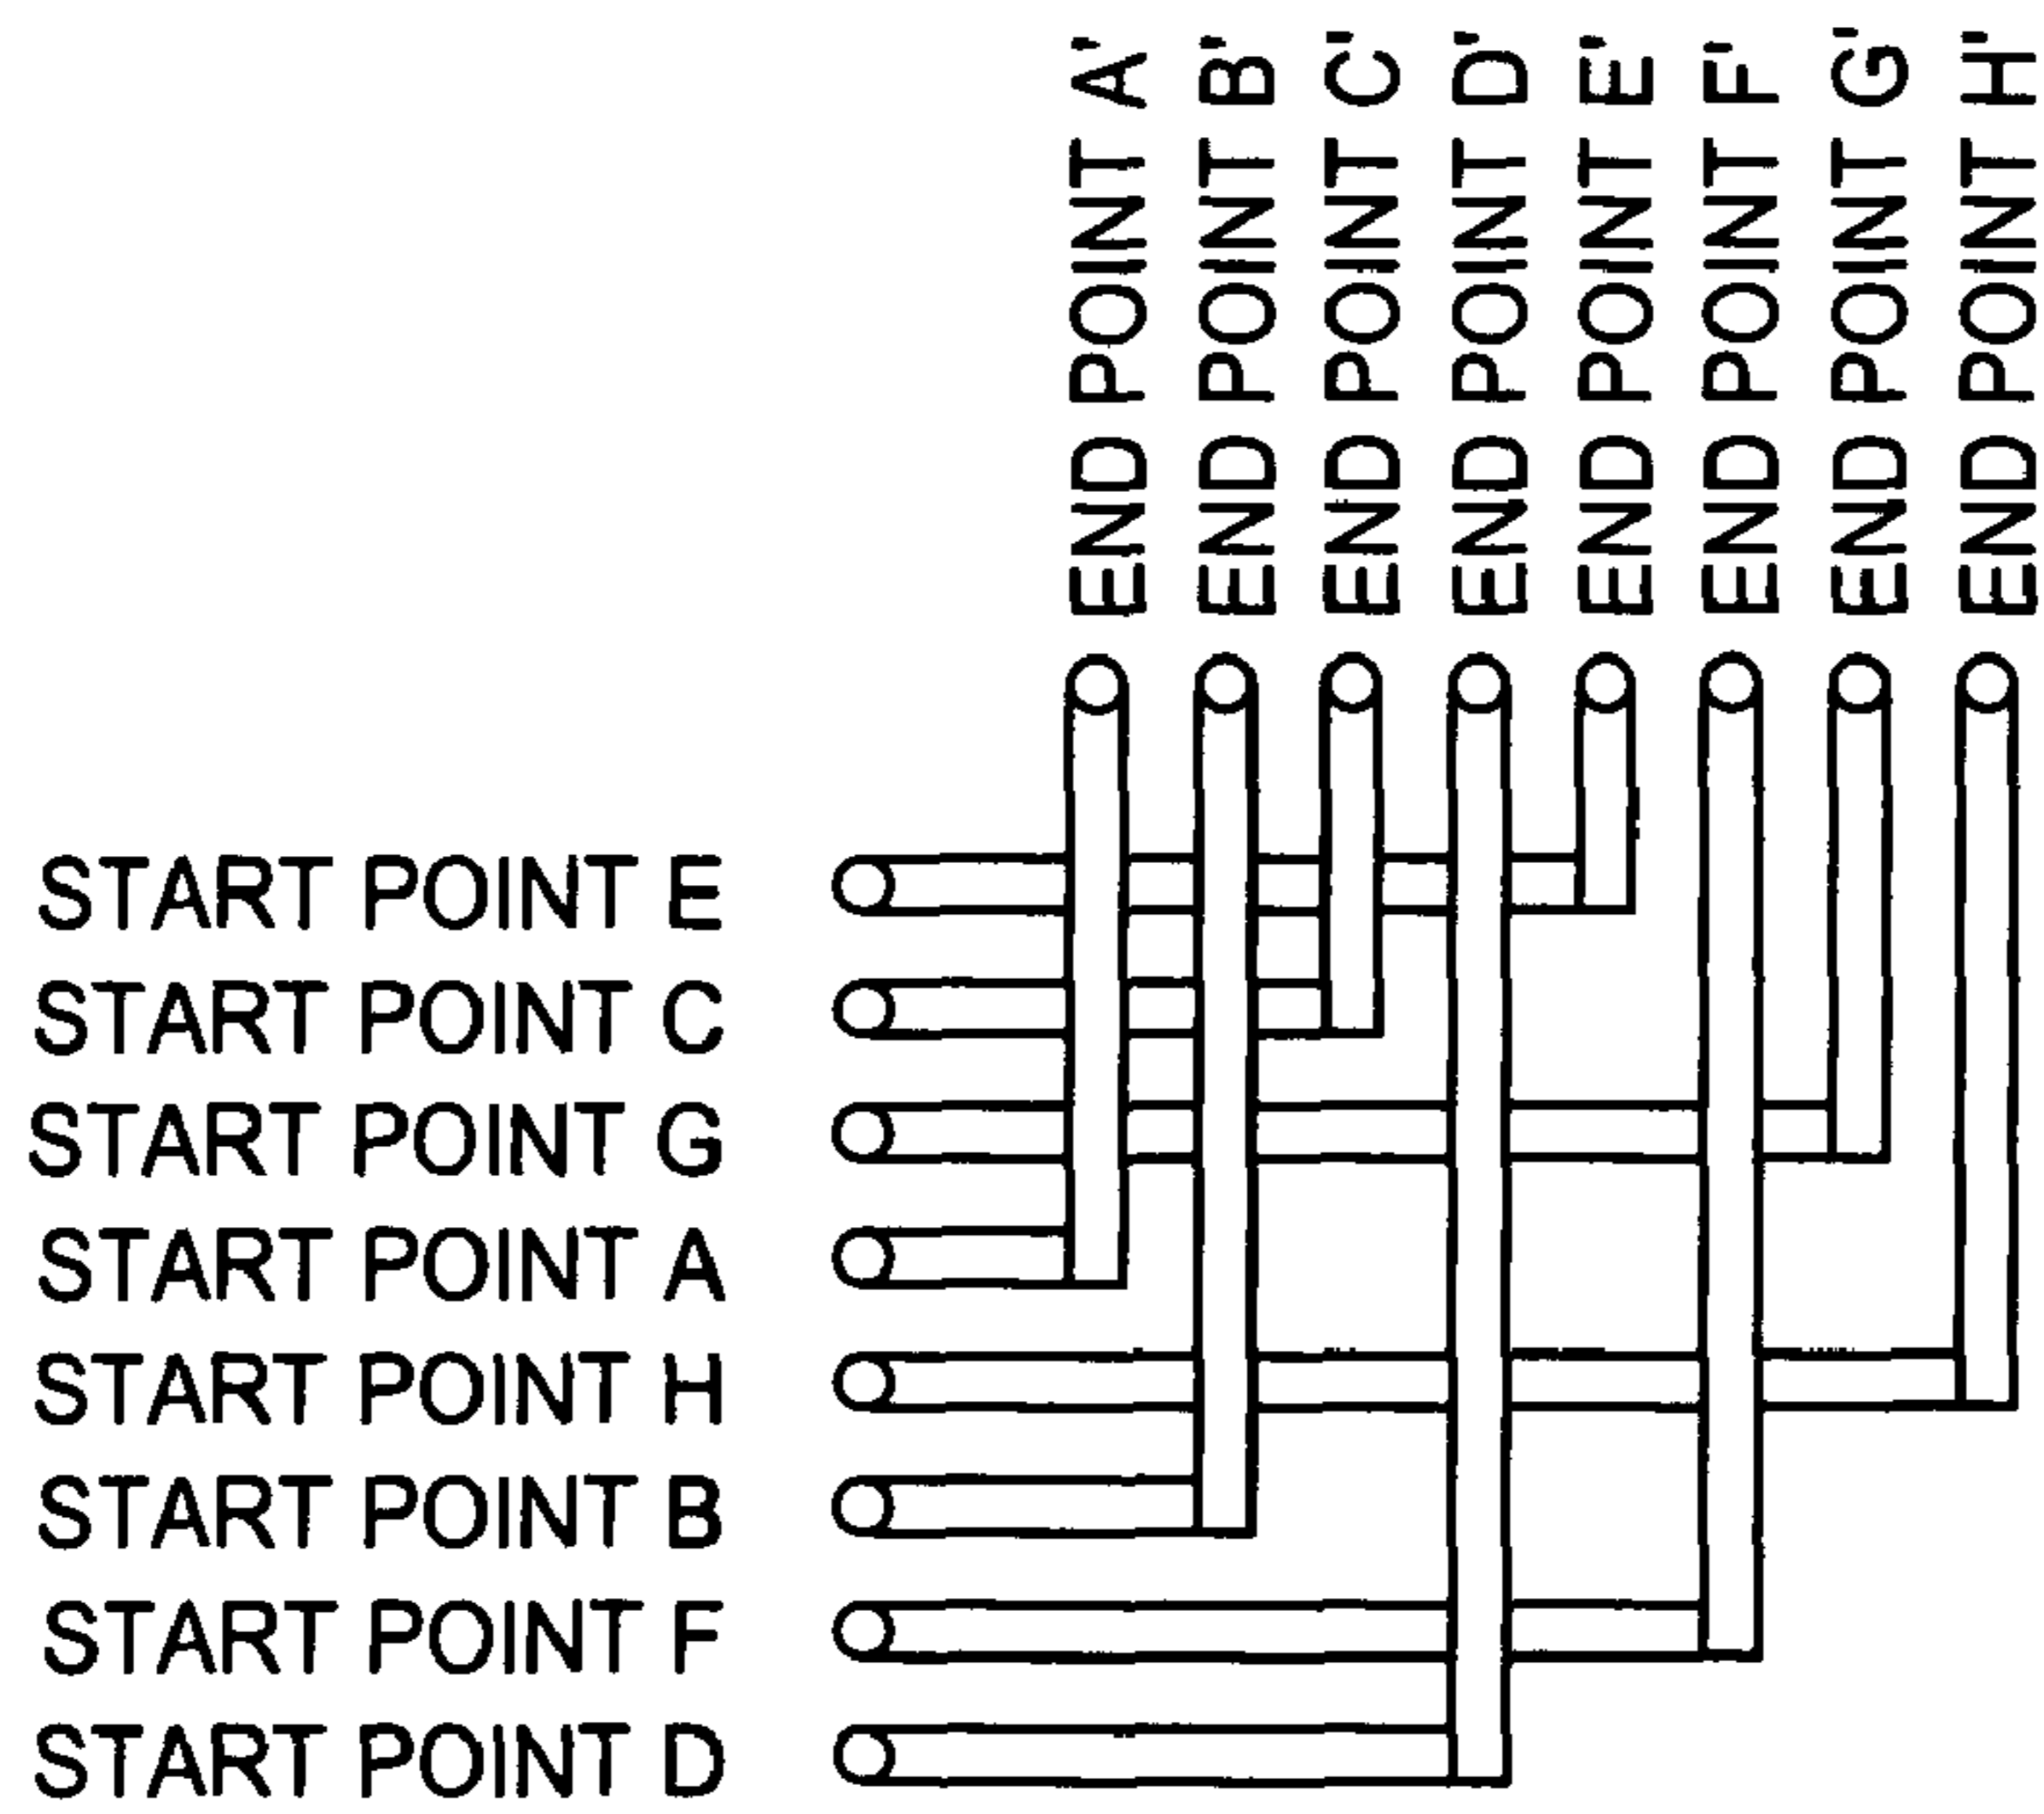 END POINT A'
END POINT B'
END POINT C'
END POINT D'
END POINT E'
END POINT F'
END POINT G'
END POINT H'
START POINT E
START POINT C
START POINT G
START POINT A
START POINT H
START POINT B
START POINT F
START POINT D